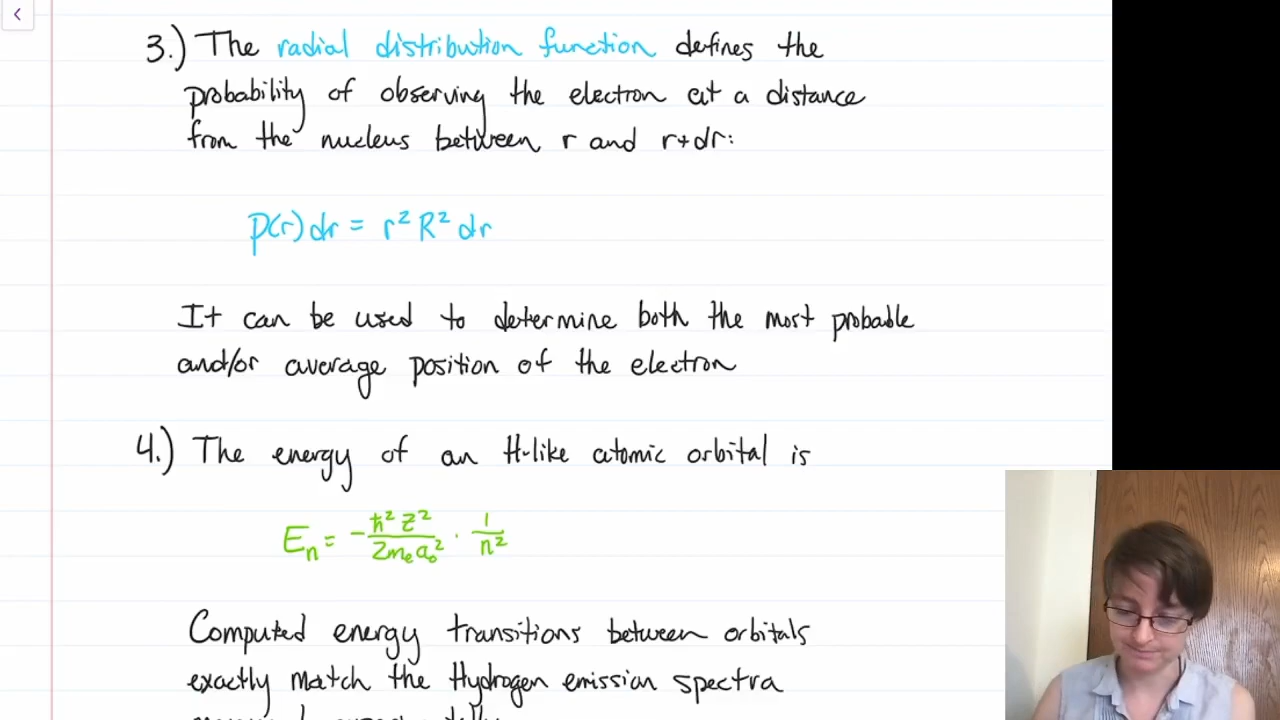 3.) The radial distribution function defines the
probability of observing the electron at a distance
from the nucleus between r and r+dr:
p(r)dr = r² R² dr
It can be used to determine both the most probable
and/or average position of the electron
4.) The energy of an H-like atomic orbital is
Eₙ = -ħ²Z²/2mₑa₀² · 1/n²
Computed energy transitions between orbitals
exactly match the Hydrogen emission spectra